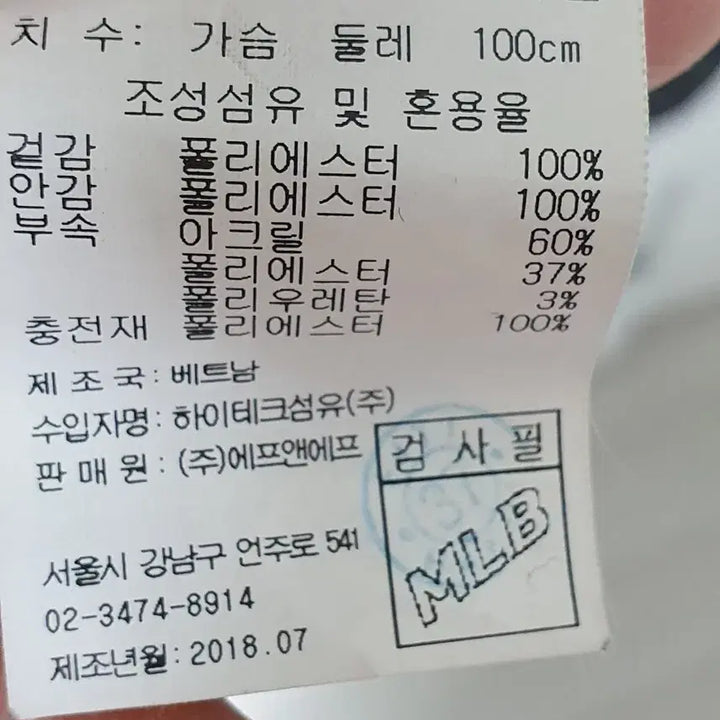 치 수: 가슴 둘레 100cm
조성섬유 및 혼용율
겉감 폴리에스터 100%
안감 폴리에스터 100%
부속 아크릴 60%
폴리에스터 37%
폴리우레탄 3%
충전재 폴리에스터 100%
제 조 국: 베트남
수입자명: 하이테크섬유(주)
판 매 원: (주)에프앤에프
검 사 필
MLB
서울시 강남구 언주로 541
02-3474-8914
제조년월: 2018.07